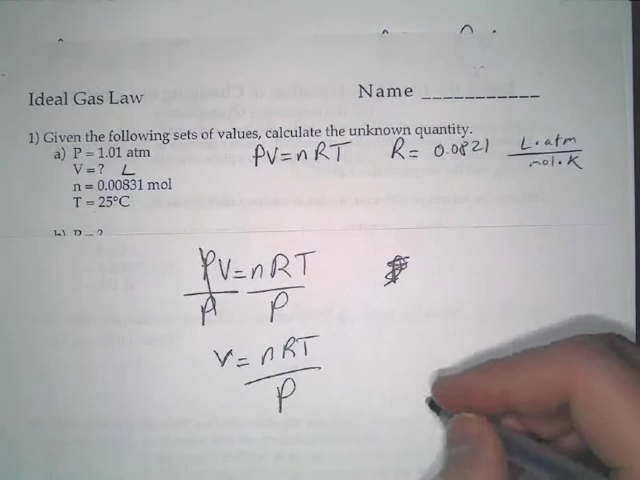 Ideal Gas Law Name ___________
1) Given the following sets of values, calculate the unknown quantity.
a) P = 1.01 atm PV = nRT R = 0.0821 L·atm / mol·K
V = ? L
n = 0.00831 mol
T = 25°C
PV = nRT
P P
V = nRT
P